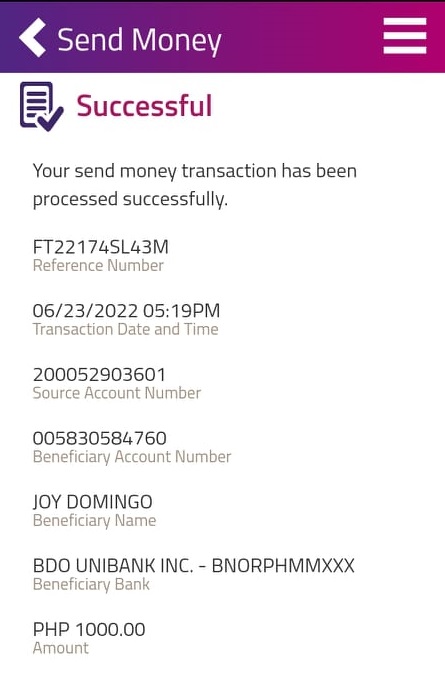 Send Money
Successful
Your send money transaction has been
processed successfully.
FT22174SL43M
Reference Number
06/23/2022 05:19PM
Transaction Date and Time
200052903601
Source Account Number
005830584760
Beneficiary Account Number
JOY DOMINGO
Beneficiary Name
BDO UNIBANK INC. - BNORPHMMXXX
Beneficiary Bank
PHP 1000.00
Amount